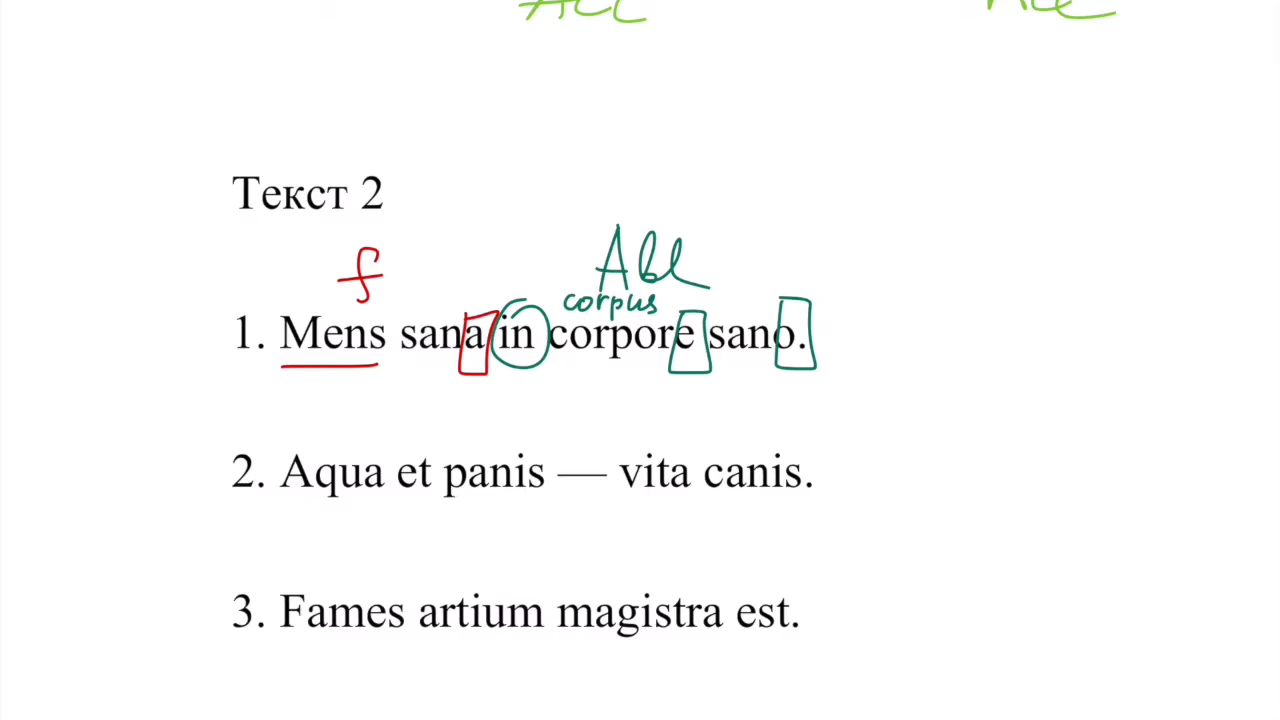 Текст 2
f
Abl
corpus
1. Mens sana in corpore sano.
2. Aqua et panis — vita canis.
3. Fames artium magistra est.